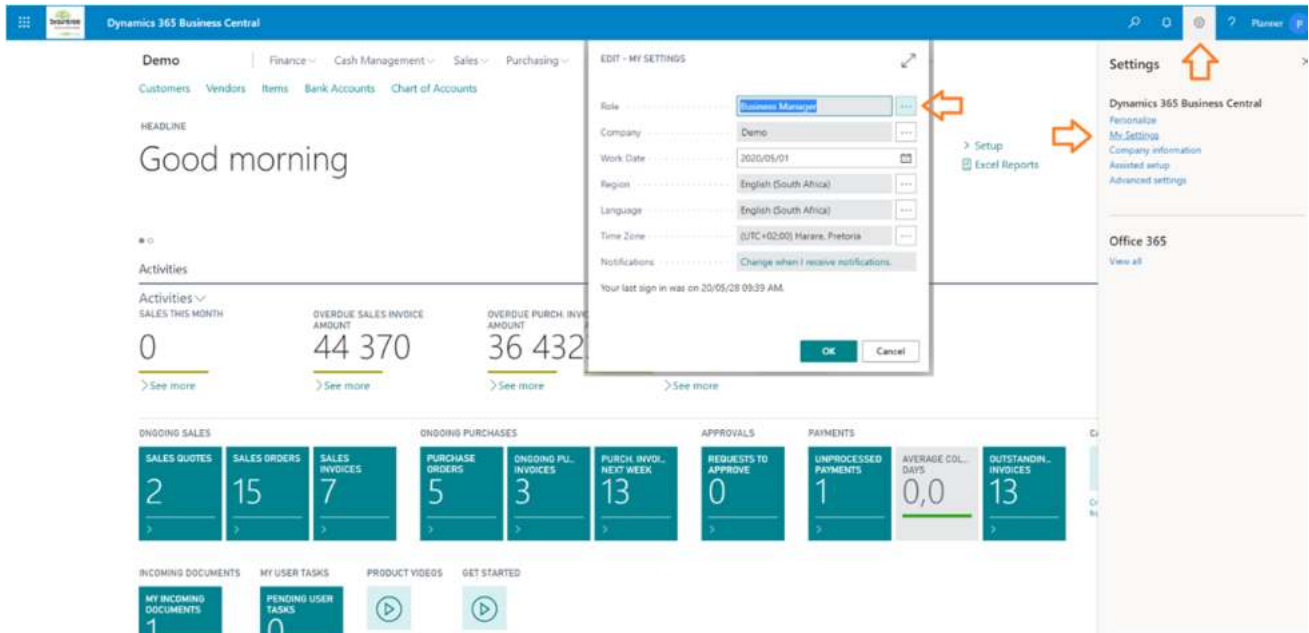 braintree
Dynamics 365 Business Central
Planner
P
Demo
Finance
Cash Management
Sales
Purchasing
Customers
Vendors
Items
Bank Accounts
Chart of Accounts
HEADLINE
Good morning
> Setup
Excel Reports
EDIT - MY SETTINGS
Role
Business Manager
Company
Demo
Work Date
2020/05/01
Region
English (South Africa)
Language
English (South Africa)
Time Zone
(UTC+02:00) Harare, Pretoria
Notifications
Change when I receive notifications.
Your last sign in was on 20/05/28 09:39 AM.
OK
Cancel
Settings
Dynamics 365 Business Central
Personalize
My Settings
Company information
Assisted setup
Advanced settings
Office 365
View all
Activities
Activities
SALES THIS MONTH
0
>See more
OVERDUE SALES INVOICE
AMOUNT
44 370
>See more
OVERDUE PURCH. INV
AMOUNT
36 432
>See more
>See more
ONGOING SALES
SALES QUOTES
2
SALES ORDERS
15
SALES
INVOICES
7
ONGOING PURCHASES
PURCHASE
ORDERS
5
ONGOING PU...
INVOICES
3
PURCH. INVOI...
NEXT WEEK
13
APPROVALS
REQUESTS TO
APPROVE
0
PAYMENTS
UNPROCESSED
PAYMENTS
1
AVERAGE COL...
DAYS
0,0
OUTSTANDIN...
INVOICES
13
INCOMING DOCUMENTS
MY INCOMING
DOCUMENTS
1
MY USER TASKS
PENDING USER
TASKS
0
PRODUCT VIDEOS
GET STARTED